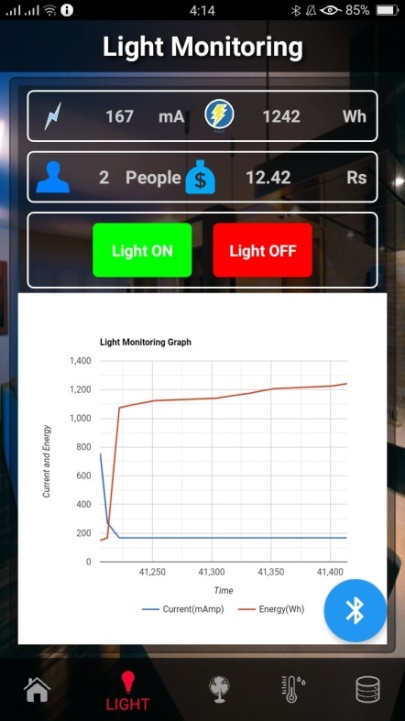 4:14
85%
Light Monitoring
167 mA 1242 Wh
2 People $ 12.42 Rs
Light ON Light OFF
Light Monitoring Graph
1,400
1,200
1,000
800
600
400
200
0
Current and Energy
41,250 41,300 41,350 41,400
Time
Current(mAmp) Energy(Wh)
LIGHT